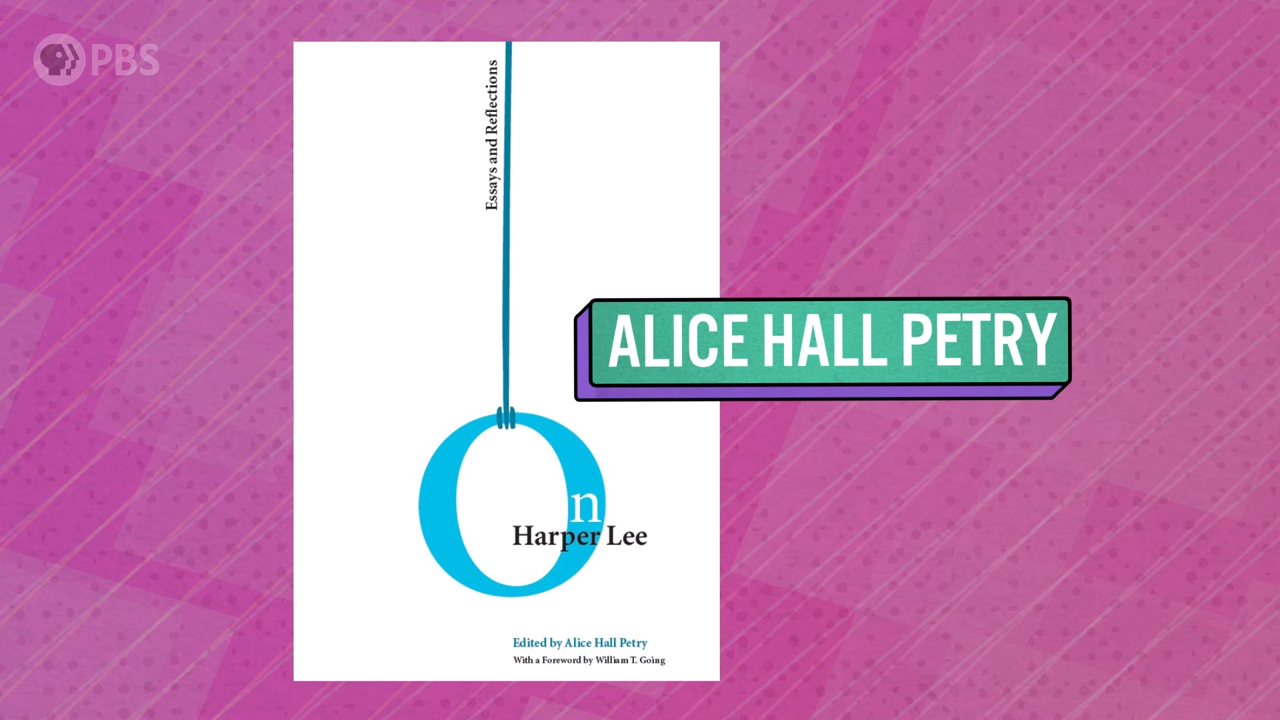 PBS
Essays and Reflections
ALICE HALL PETRY
On
Harper Lee
Edited by Alice Hall Petry
With a Foreword by William T. Going